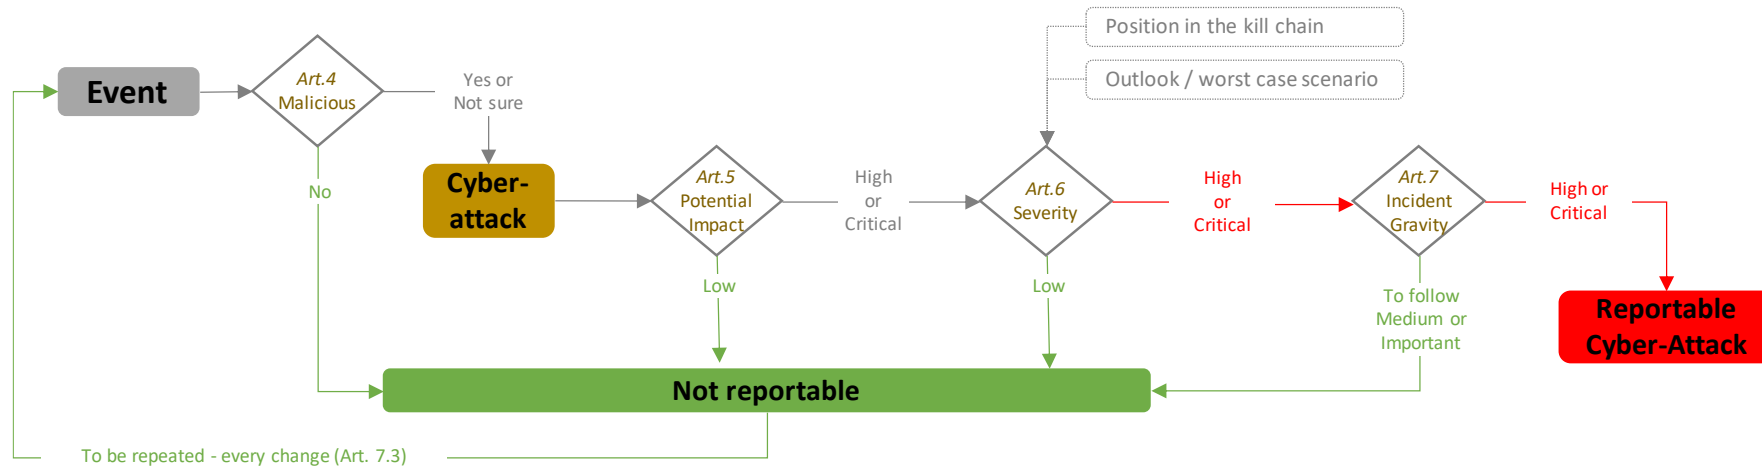 Position in the kill chain
Outlook / worst case scenario
Event
Art.4
Malicious
Yes or
Not sure
No
Cyber-
attack
Art.5
Potential
Impact
High
or
Critical
Low
Art.6
Severity
High
or
Critical
Low
Art.7
Incident
Gravity
High or
Critical
To follow
Medium or
Important
Reportable
Cyber-Attack
Not reportable
To be repeated - every change (Art. 7.3)